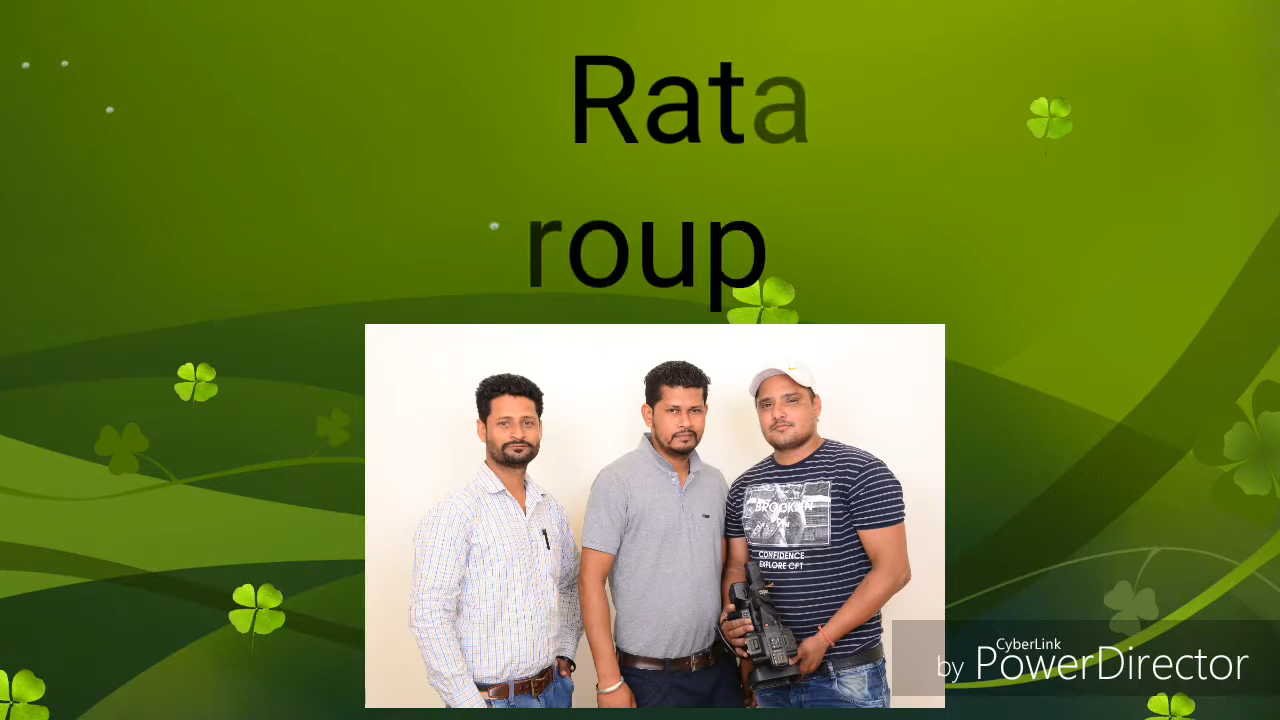 Rata
roup
BROOKLYN
CONFIDENCE
EXPLORE CPT
CyberLink
by PowerDirector